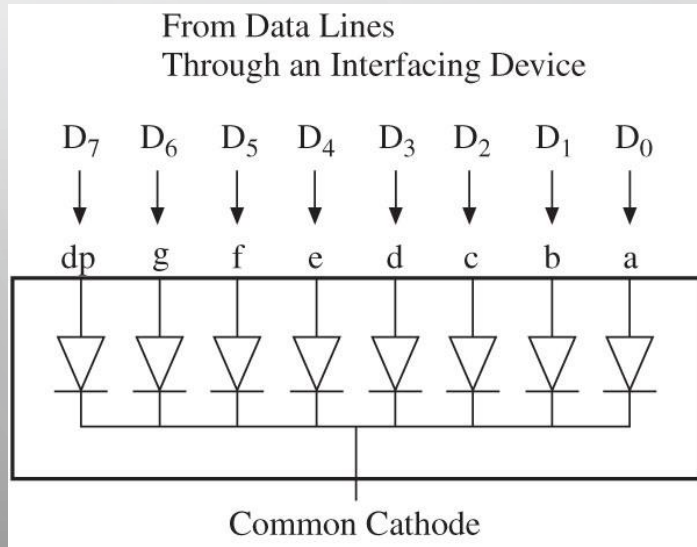 From Data Lines
Through an Interfacing Device
D₇ D₆ D₅ D₄ D₃ D₂ D₁ D₀
dp g f e d c b a
Common Cathode